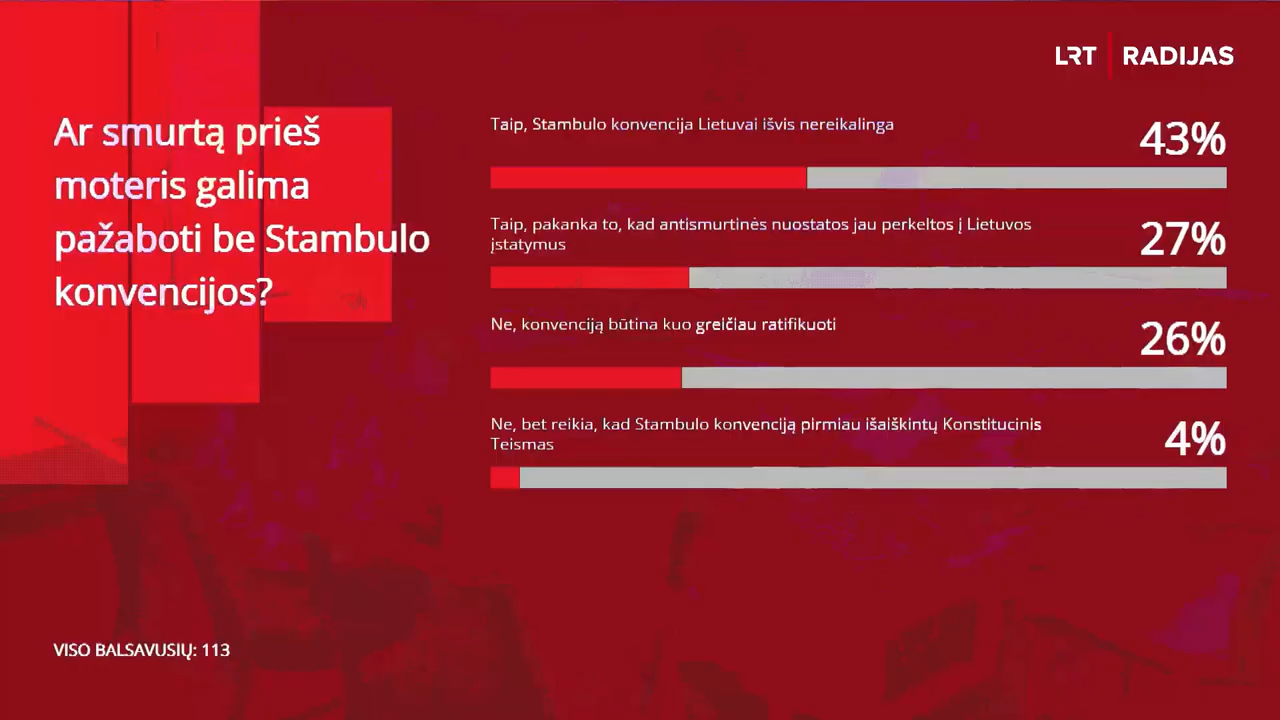 LRT | RADIJAS
Ar smurtą prieš
moteris galima
pažaboti be Stambulo
konvencijos?
Taip, Stambulo konvencija Lietuvai išvis nereikalinga
43%
Taip, pakanka to, kad antismurtinės nuostatos jau perkeltos į Lietuvos
įstatymus
27%
Ne, konvenciją būtina kuo greičiau ratifikuoti
26%
Ne, bet reikia, kad Stambulo konvenciją pirmiau išaiškintų Konstitucinis
Teismas
4%
VISO BALSAVUSIŲ: 113